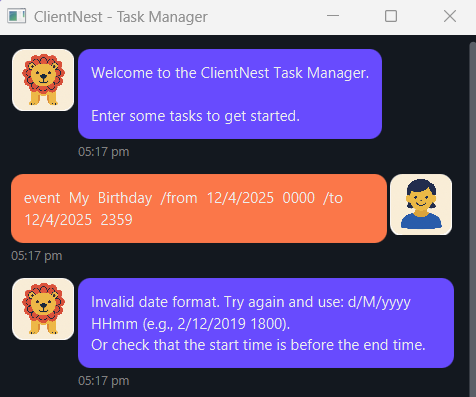 ClientNest - Task Manager
Welcome to the ClientNest Task Manager.
Enter some tasks to get started.
05:17 pm
event My Birthday /from 12/4/2025 0000 /to
12/4/2025 2359
05:17 pm
Invalid date format. Try again and use: d/M/yyyy
HHmm (e.g., 2/12/2019 1800).
Or check that the start time is before the end time.
05:17 pm